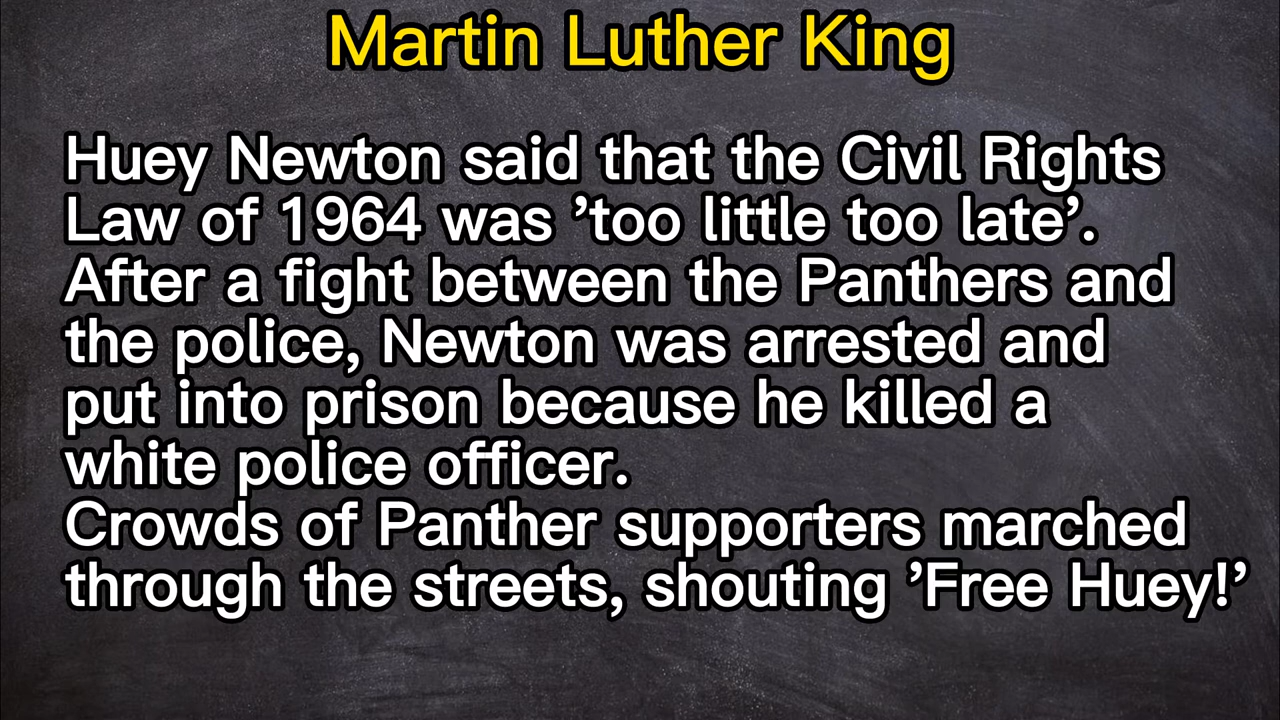 Martin Luther King
Huey Newton said that the Civil Rights
Law of 1964 was ’too little too late’.
After a fight between the Panthers and
the police, Newton was arrested and
put into prison because he killed a
white police officer.
Crowds of Panther supporters marched
through the streets, shouting ’Free Huey!’